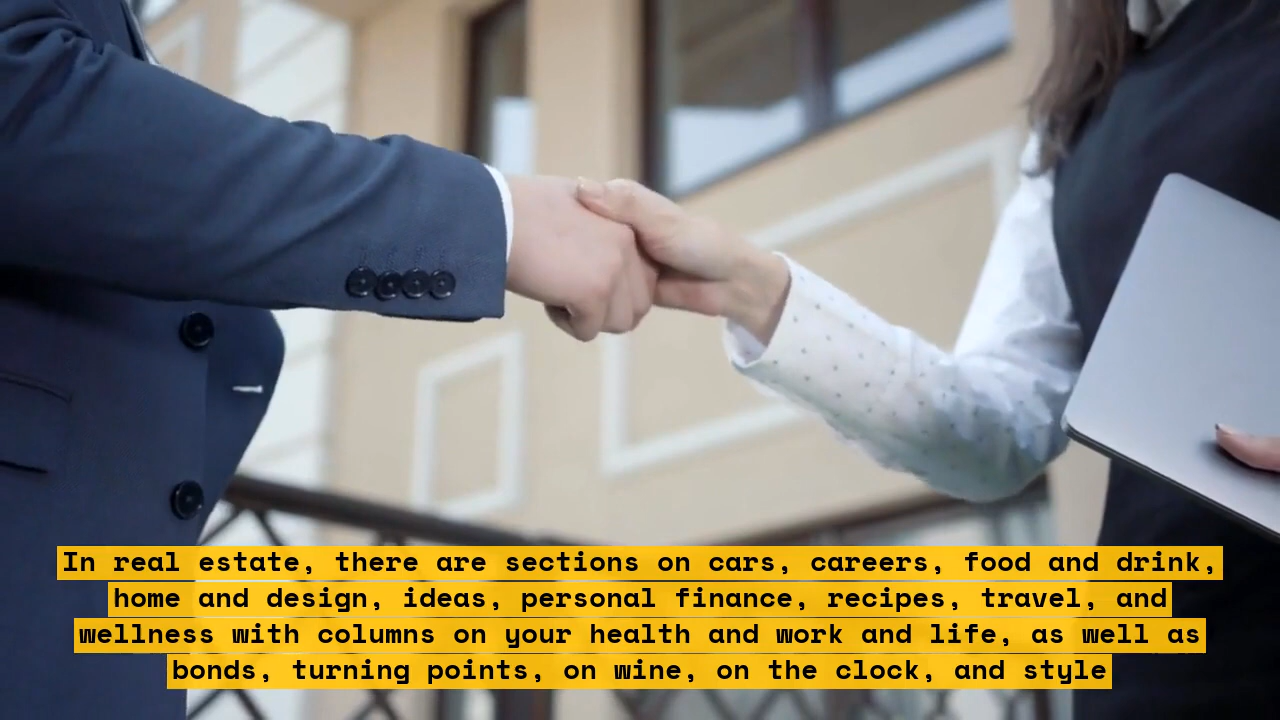 In real estate, there are sections on cars, careers, food and drink,
home and design, ideas, personal finance, recipes, travel, and
wellness with columns on your health and work and life, as well as
bonds, turning points, on wine, on the clock, and style